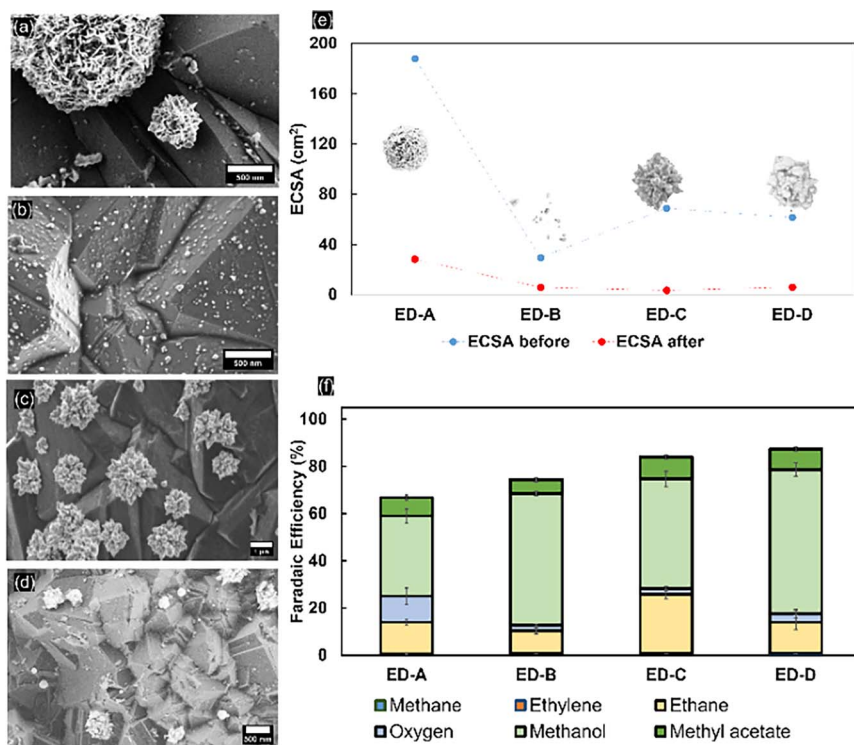 (a)
500 nm
(b)
500 nm
(c)
1 µm
(d)
500 nm
(e)
200
160
120
80
40
0
ECSA (cm²)
ED-A ED-B ED-C ED-D
ECSA before ECSA after
(f)
100
80
60
40
20
0
Faradaic Efficiency (%)
ED-A ED-B ED-C ED-D
Methane Ethylene Ethane
Oxygen Methanol Methyl acetate